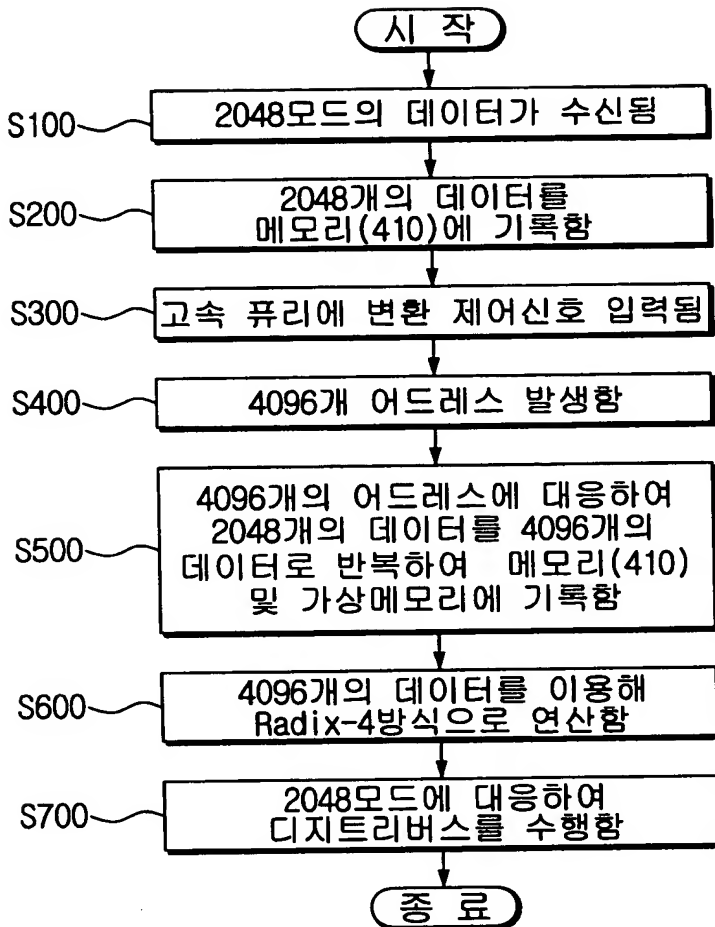 시 작
S100
2048모드의 데이터가 수신됨
S200
2048개의 데이터를
메모리(410)에 기록함
S300
고속 퓨리에 변환 제어신호 입력됨
S400
4096개 어드레스 발생함
S500
4096개의 어드레스에 대응하여
2048개의 데이터를 4096개의
데이터로 반복하여 메모리(410)
및 가상메모리에 기록함
S600
4096개의 데이터를 이용해
Radix-4방식으로 연산함
S700
2048모드에 대응하여
디지트리버스를 수행함
종 료